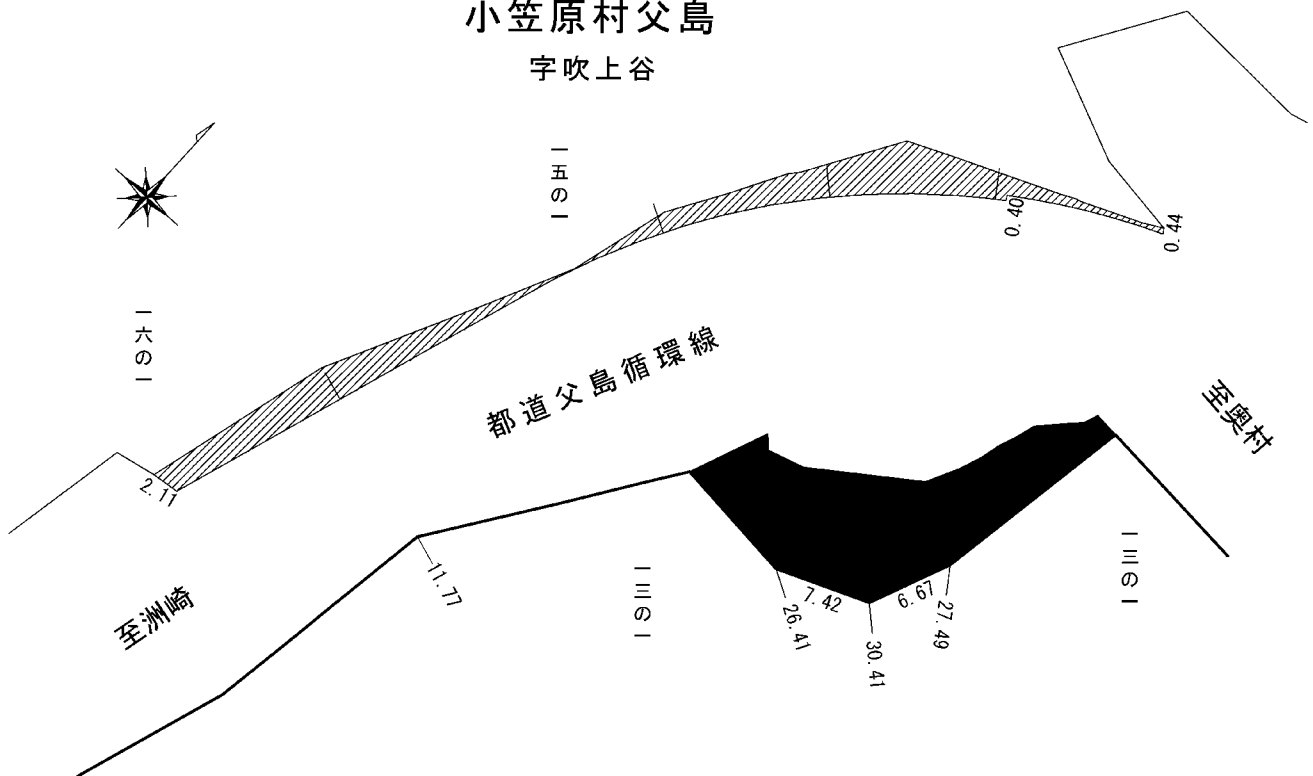 小笠原村父島
字吹上谷
一五の一
一六の一
0.40
0.44
都道父島循環線
至奥村
2.11
11.77
一三の一
一三の一
7.42
6.67
26.41
27.49
30.41
至洲崎